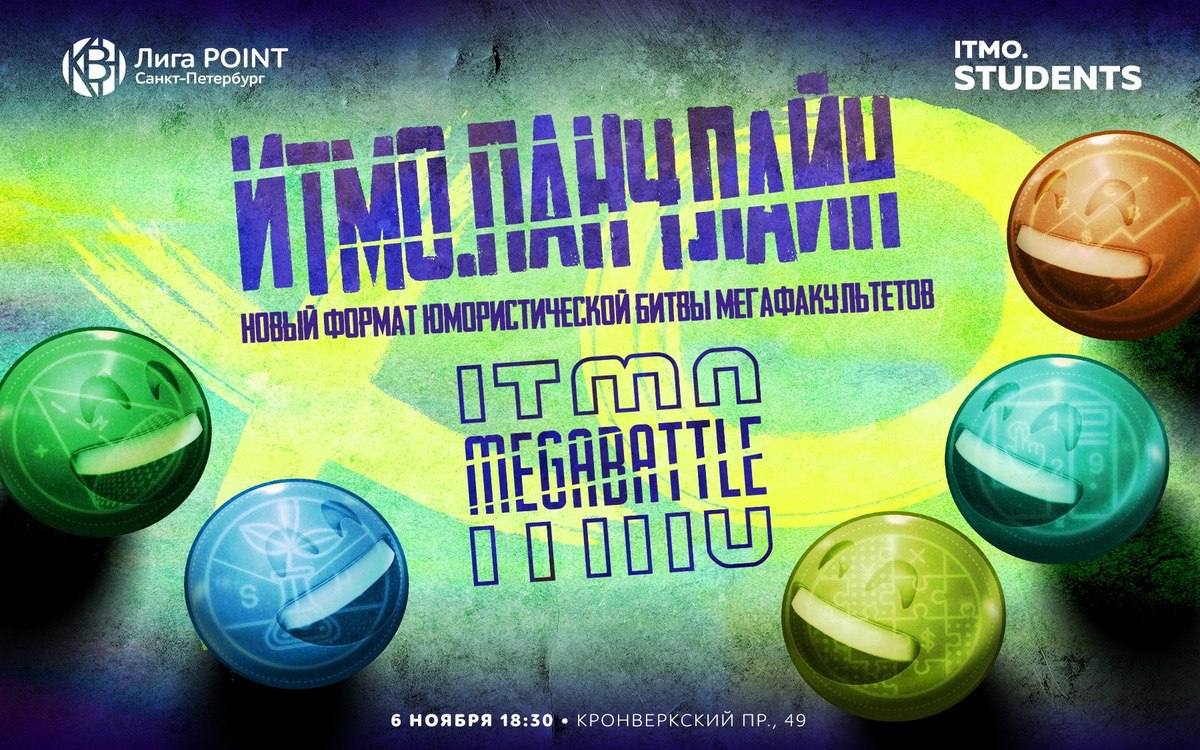 КВН
Лига POINT
Санкт-Петербург
ITMO.
STUDENTS
ИТМО.ПАНЧЛАЙН
НОВЫЙ ФОРМАТ ЮМОРИСТИЧЕСКОЙ БИТВЫ МЕГАФАКУЛЬТЕТОВ
ITMO
MEGABATTLE
S
6 НОЯБРЯ 18:30 • КРОНВЕРКСКИЙ ПР., 49